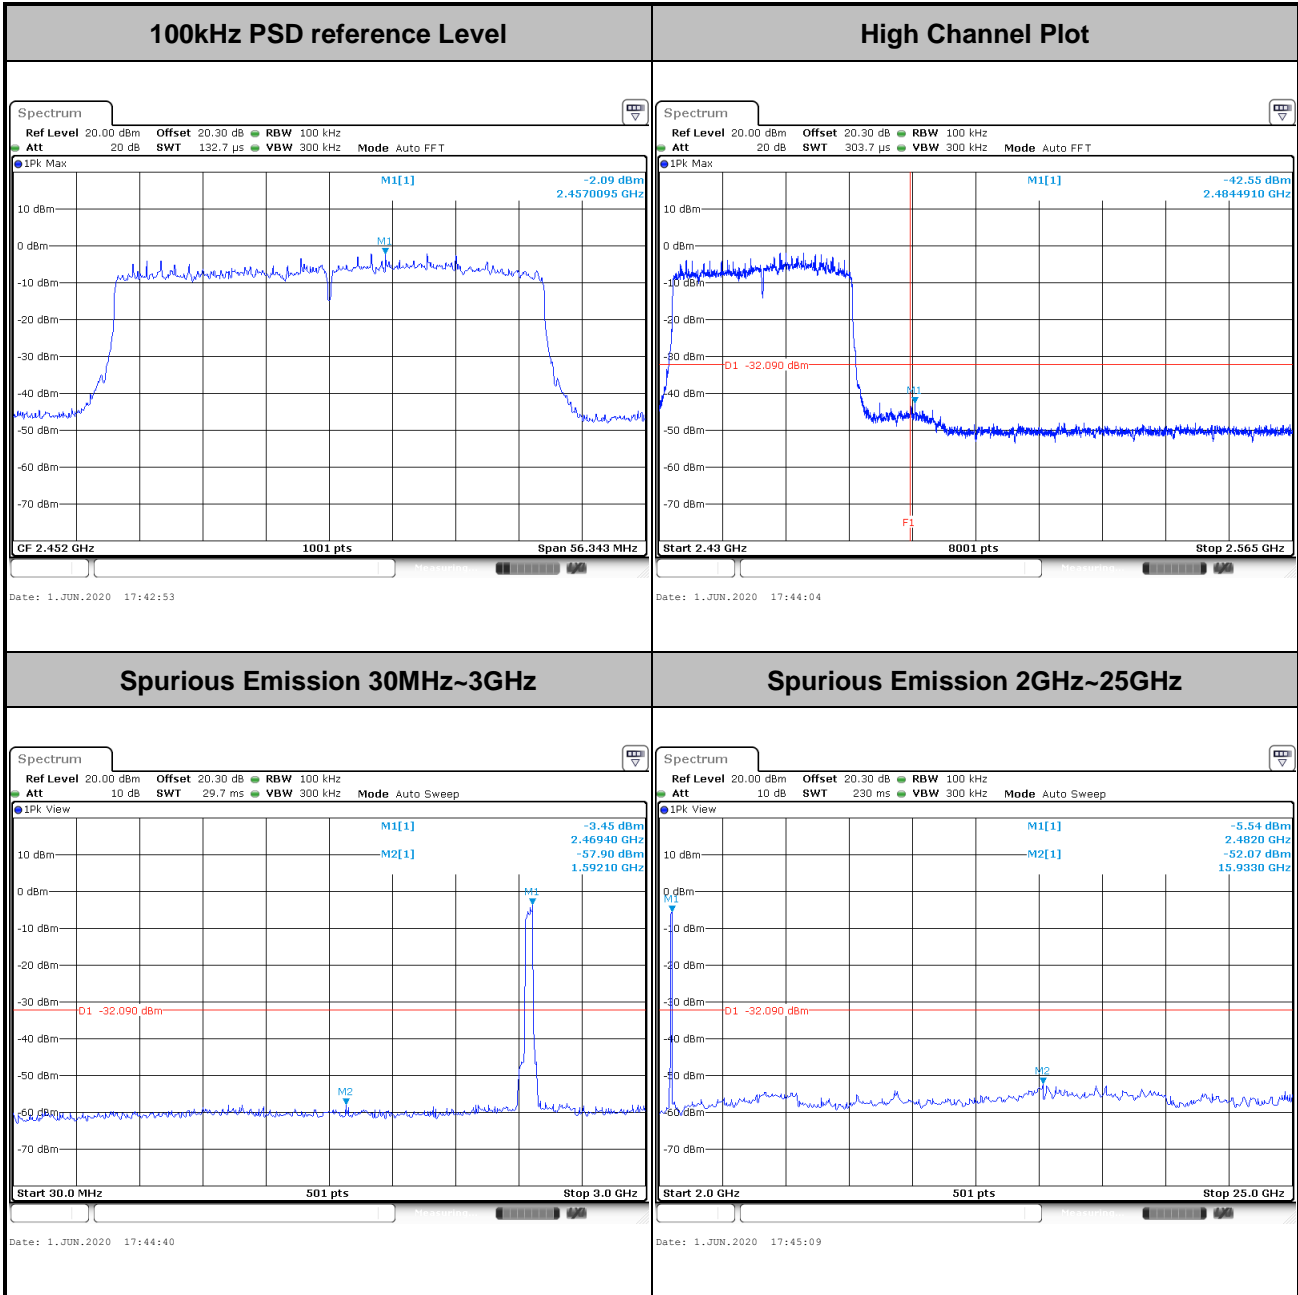 100kHz PSD reference Level
Spectrum
Ref Level 20.00 dBm Offset 20.30 dB RBW 100 kHz
Att 20 dB SWT 132.7 µs VBW 300 kHz Mode Auto FFT
1Pk Max
M1[1] -2.09 dBm
2.4570095 GHz
10 dBm
M1
0 dBm
-10 dBm
-20 dBm
-30 dBm
-40 dBm
-50 dBm
-60 dBm
-70 dBm
CF 2.452 GHz 1001 pts Span 56.343 MHz
Measuring...
Date: 1.JUN.2020 17:42:53
High Channel Plot
Spectrum
Ref Level 20.00 dBm Offset 20.30 dB RBW 100 kHz
Att 20 dB SWT 303.7 µs VBW 300 kHz Mode Auto FFT
1Pk Max
M1[1] -42.55 dBm
2.4844910 GHz
10 dBm
0 dBm
-10 dBm
-20 dBm
-30 dBm
D1 -32.090 dBm
-40 dBm
M1
-50 dBm
-60 dBm
-70 dBm
F1
Start 2.43 GHz 8001 pts Stop 2.565 GHz
Measuring...
Date: 1.JUN.2020 17:44:04
Spurious Emission 30MHz~3GHz
Spectrum
Ref Level 20.00 dBm Offset 20.30 dB RBW 100 kHz
Att 10 dB SWT 29.7 ms VBW 300 kHz Mode Auto Sweep
1Pk View
M1[1] -3.45 dBm
2.46940 GHz
10 dBm M2[1] -57.90 dBm
1.59210 GHz
0 dBm
M1
-10 dBm
-20 dBm
-30 dBm
D1 -32.090 dBm
-40 dBm
-50 dBm
M2
-60 dBm
-70 dBm
Start 30.0 MHz 501 pts Stop 3.0 GHz
Measuring...
Date: 1.JUN.2020 17:44:40
Spurious Emission 2GHz~25GHz
Spectrum
Ref Level 20.00 dBm Offset 20.30 dB RBW 100 kHz
Att 10 dB SWT 230 ms VBW 300 kHz Mode Auto Sweep
1Pk View
M1[1] -5.54 dBm
2.4820 GHz
10 dBm M2[1] -52.07 dBm
15.9330 GHz
0 dBm
M1
-10 dBm
-20 dBm
-30 dBm
D1 -32.090 dBm
-40 dBm
-50 dBm
M2
-60 dBm
-70 dBm
Start 2.0 GHz 501 pts Stop 25.0 GHz
Measuring...
Date: 1.JUN.2020 17:45:09